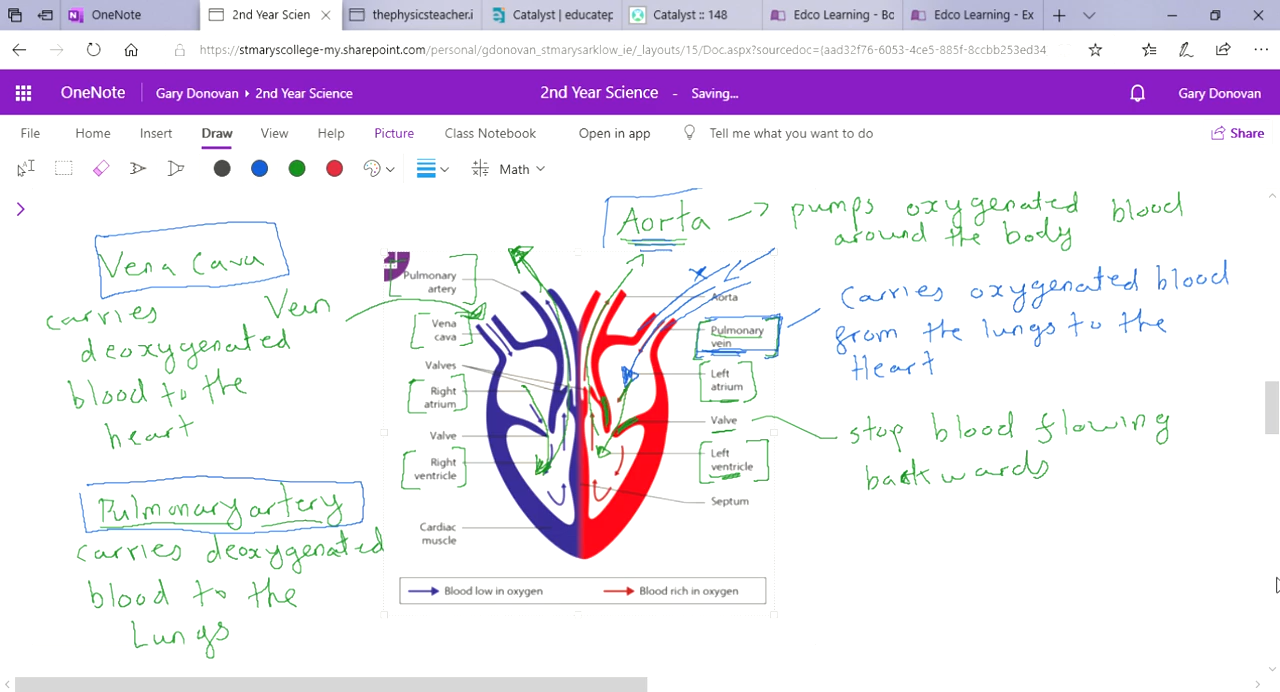 OneNote
2nd Year Scien
thephysicsteacher.i
Catalyst | educatep
Catalyst :: 148
Edco Learning - Bo
Edco Learning - Ex
https://stmaryscollege-my.sharepoint.com/personal/gdonovan_stmarysarklow_ie/_layouts/15/Doc.aspx?sourcedoc={aad32f76-6053-4ce5-885f-8ccbb253ed34
OneNote
Gary Donovan › 2nd Year Science
2nd Year Science - Saving...
Gary Donovan
File Home Insert Draw View Help Picture Class Notebook Open in app Tell me what you want to do Share
Math
Vena Cava
carries Vein
deoxygenated
blood to the
heart
Pulmonary artery
carries deoxygenated
blood to the
Lungs
Pulmonary
artery
Vena
cava
Valves
Right
atrium
Valve
Right
ventricle
Cardiac
muscle
Aorta
Pulmonary
vein
Left
atrium
Valve
Left
ventricle
Septum
Blood low in oxygen
Blood rich in oxygen
Aorta
pumps oxygenated blood
around the body
Carries oxygenated blood
from the lungs to the
Heart
stop blood flowing
backwards